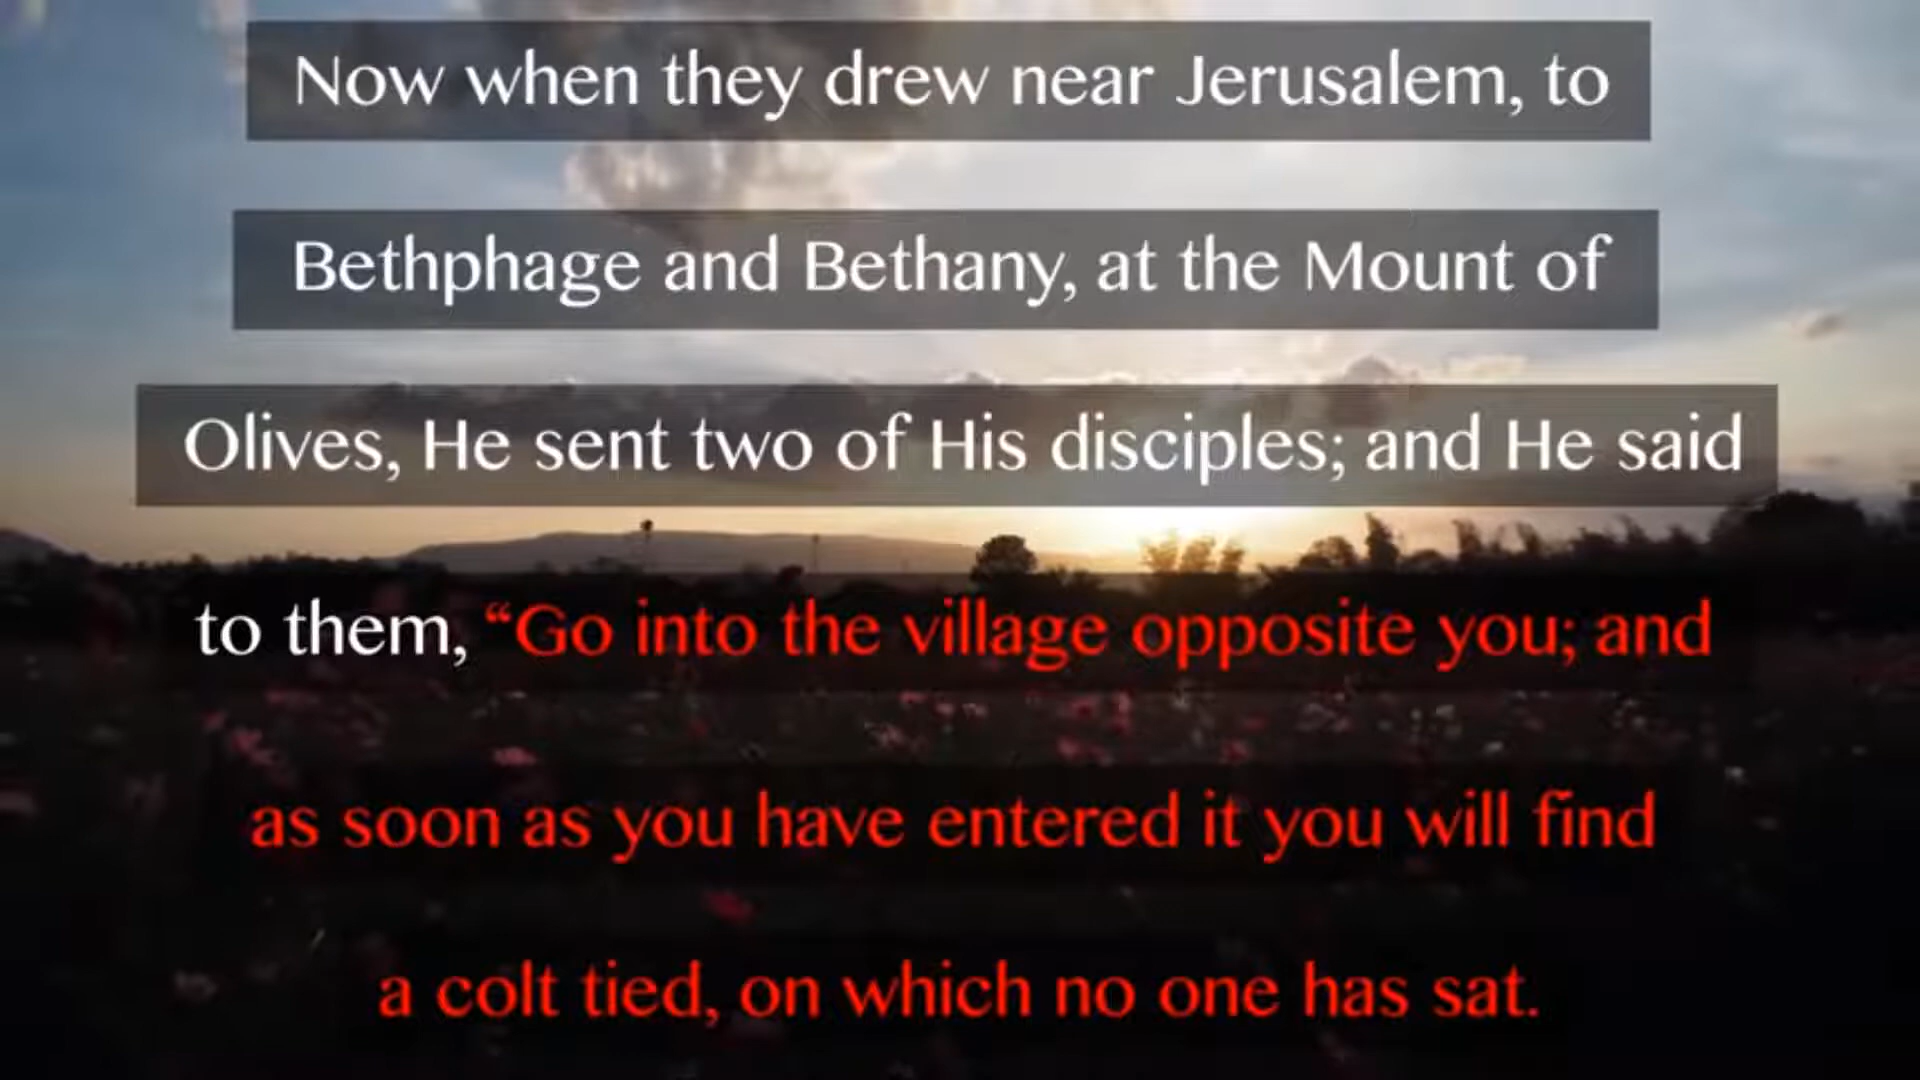 Now when they drew near Jerusalem, to
Bethphage and Bethany, at the Mount of
Olives, He sent two of His disciples; and He said
to them, “Go into the village opposite you; and
as soon as you have entered it you will find
a colt tied, on which no one has sat.